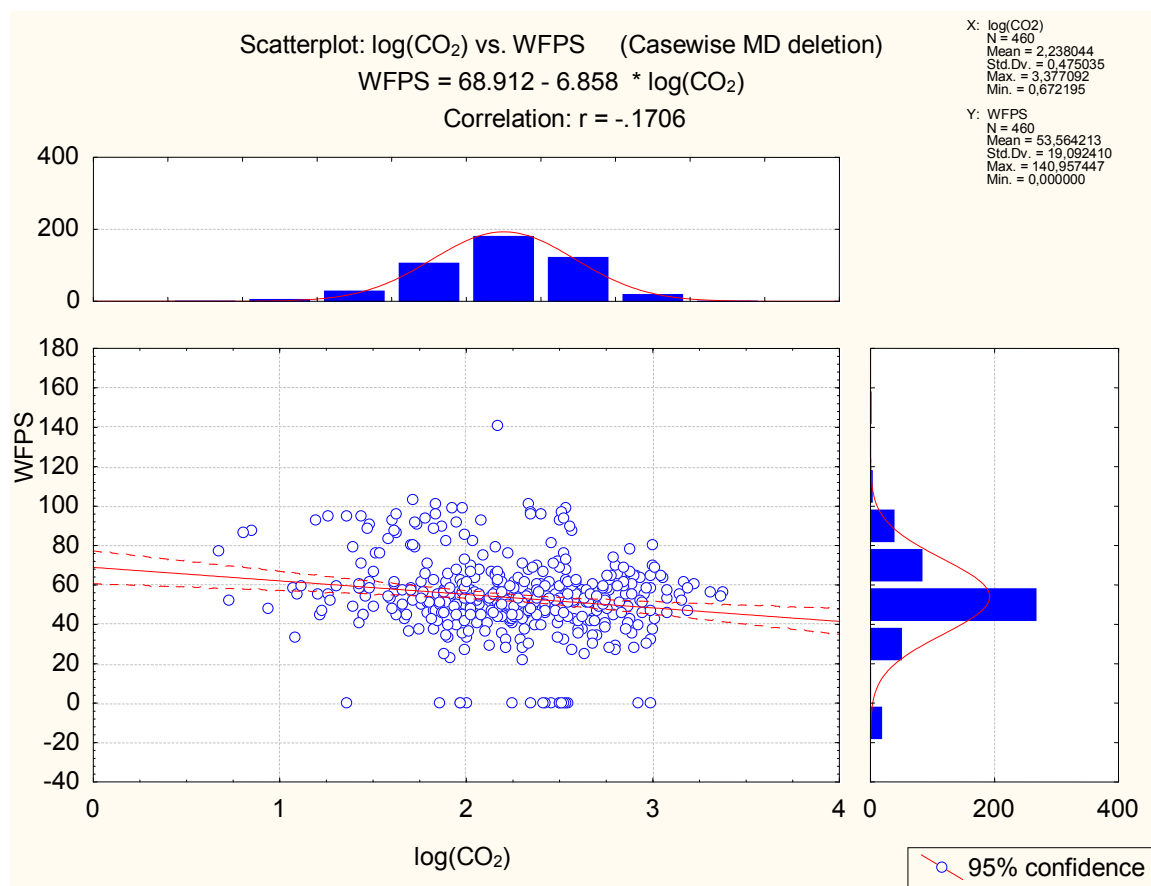 Scatterplot: log(CO₂) vs. WFPS (Casewise MD deletion)
WFPS = 68.912 - 6.858 * log(CO₂)
Correlation: r = -.1706
X: log(CO2)
N = 460
Mean = 2,238044
Std.Dv. = 0,475035
Max. = 3,377092
Min. = 0,672195
Y: WFPS
N = 460
Mean = 53,564213
Std.Dv. = 19,092410
Max. = 140,957447
Min. = 0,000000
400
200
0
180
160
140
120
100
80
60
40
20
0
-20
-40
WFPS
0 1 2 3 4
log(CO₂)
0 200 400
95% confidence